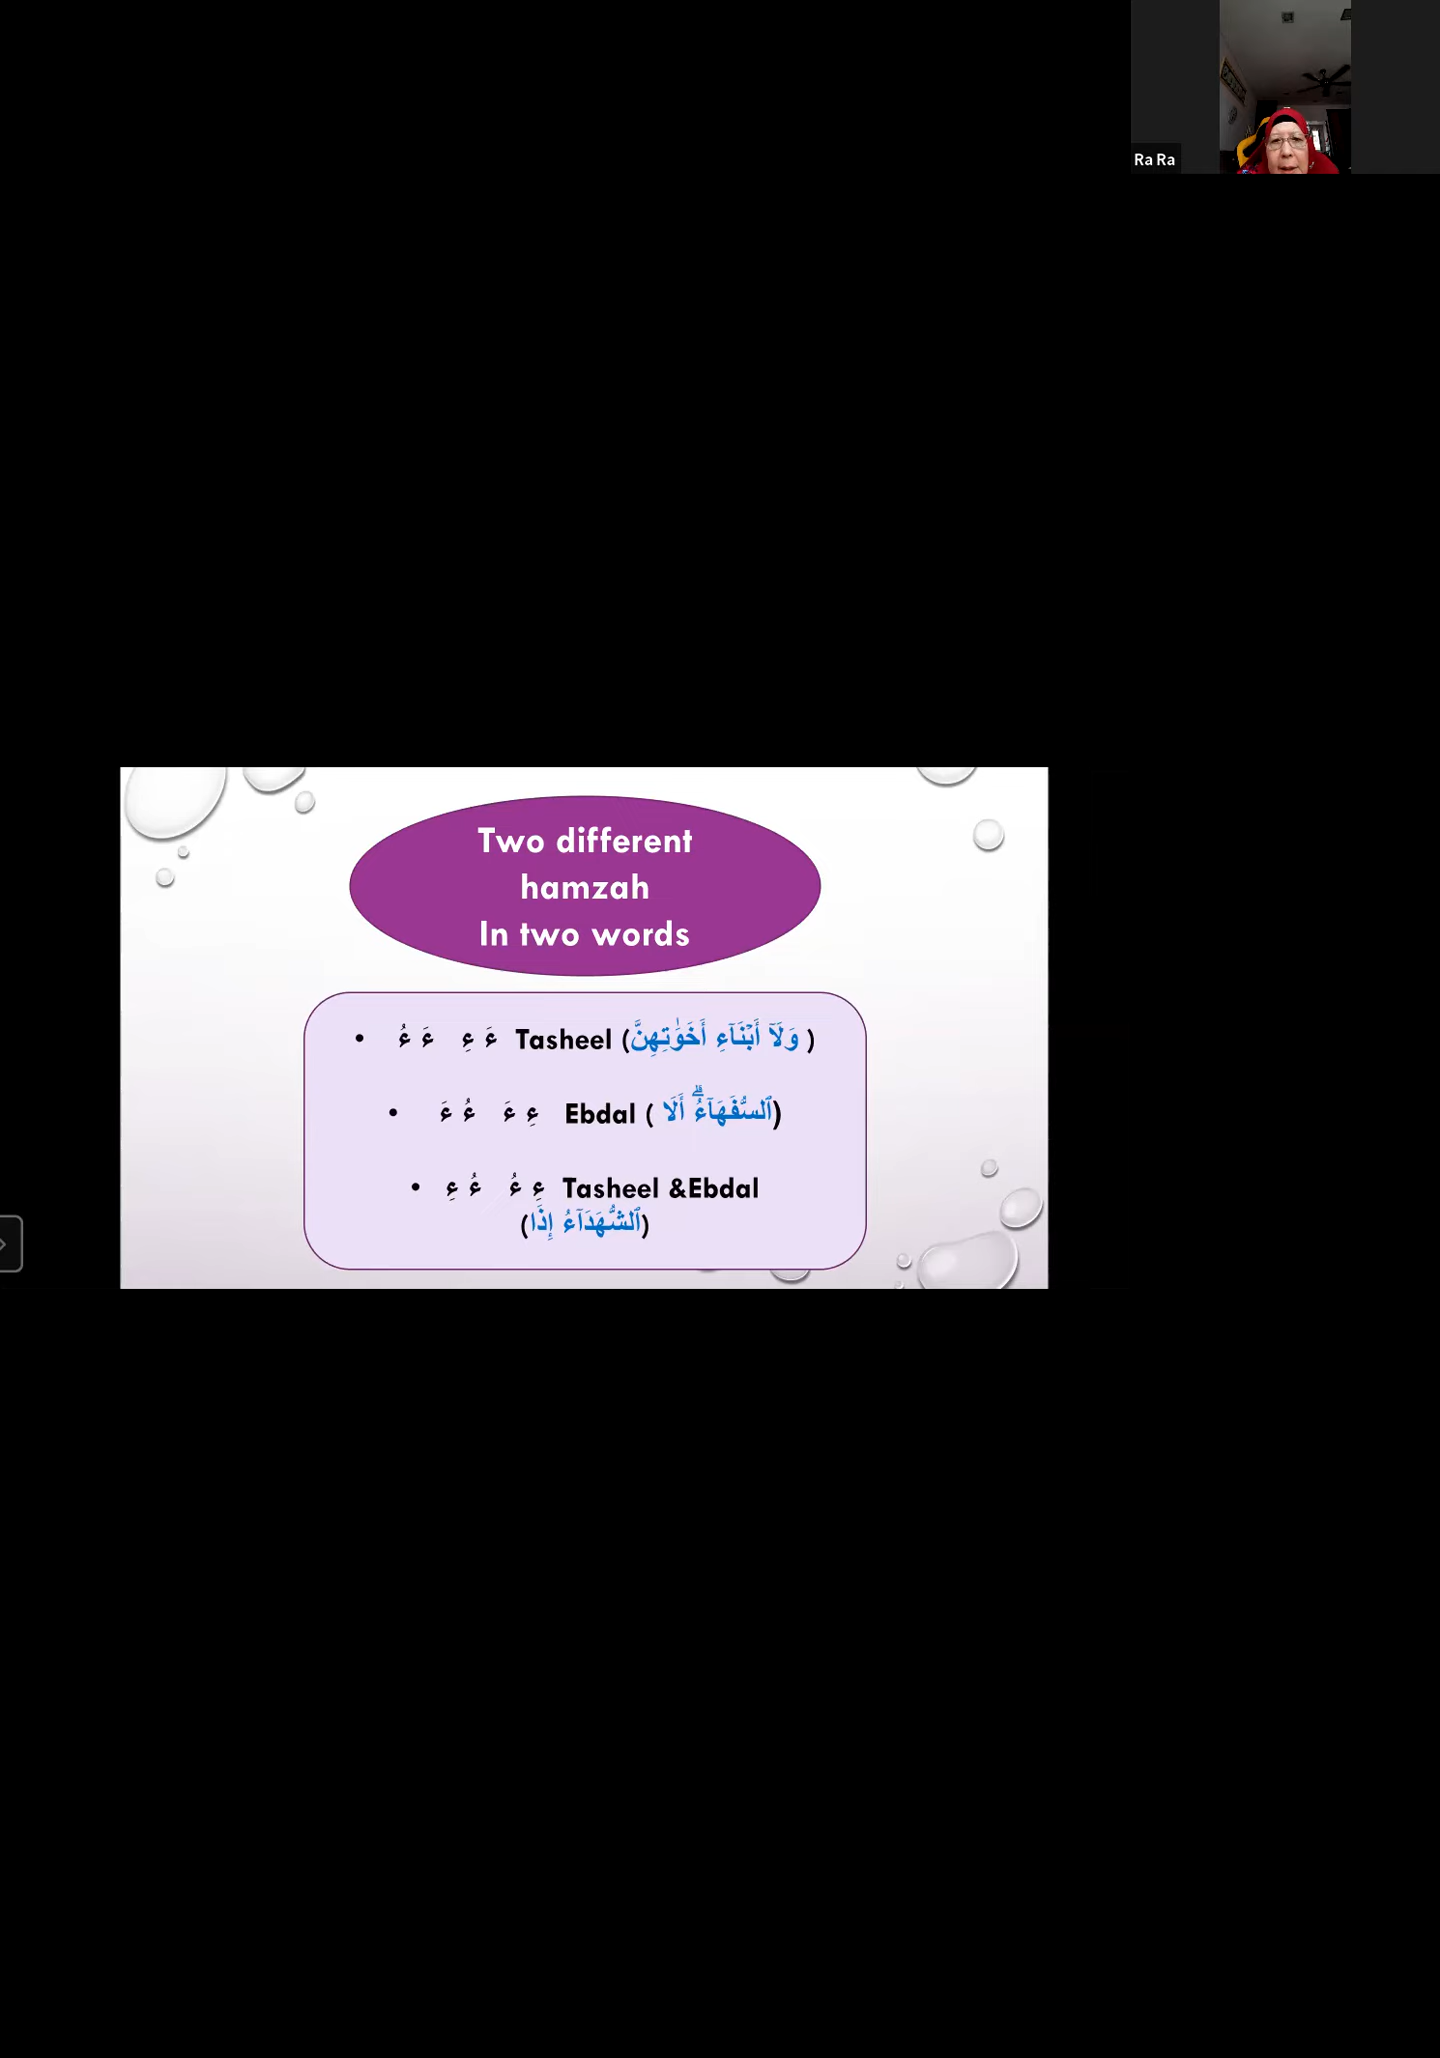 Ra Ra
Two different
hamzah
In two words
• ءَ ءُ   ءَ ءِ Tasheel (وَلَآ أَبْنَآءِ أَخَوَٰتِهِنَّ )
• ءُ ءَ   ءِ ءَ Ebdal ( ٱلسُّفَهَآءُ ۗ أَلَا)
• ءُ ءِ   ءِ ءُ Tasheel &Ebdal
(ٱلشُّهَدَآءُ إِذَا)